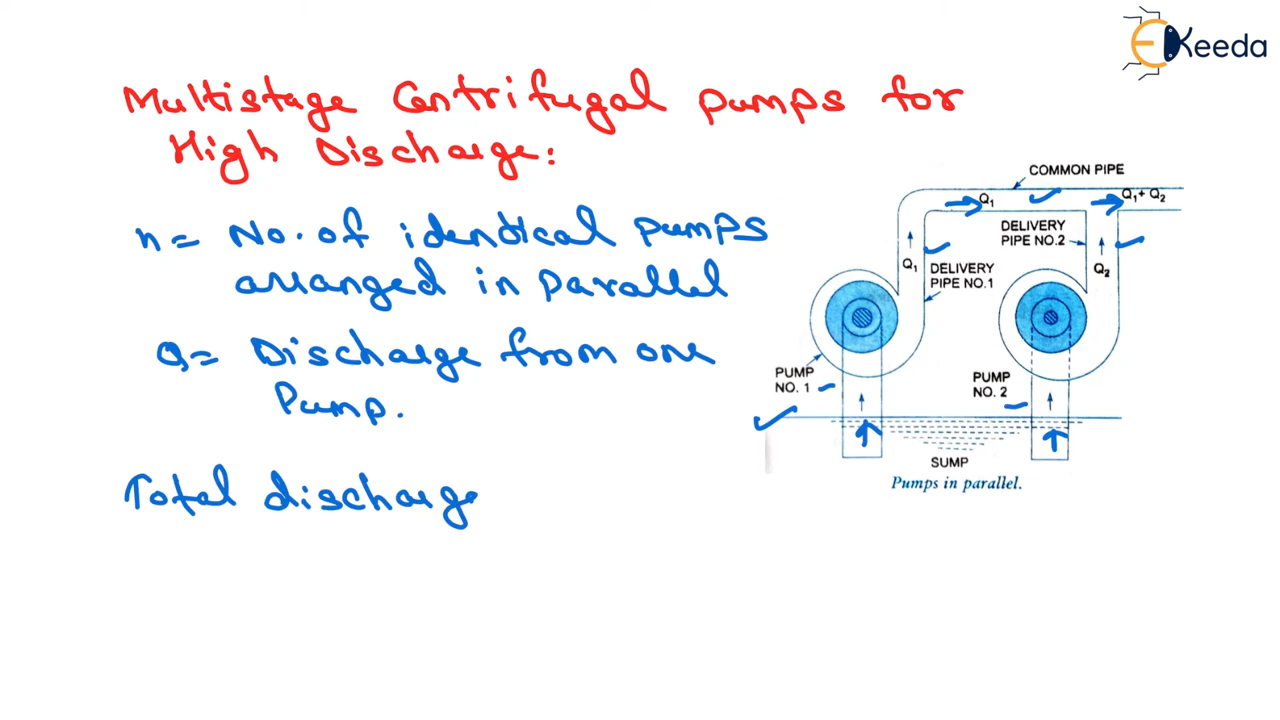 EKeeda
Multistage Centrifugal Pumps for
High Discharge:
n = No. of identical pumps
arranged in parallel
Q = Discharge from one
Pump.
Total discharge
COMMON PIPE
Q1
Q1 + Q2
DELIVERY
PIPE NO.2
Q1
DELIVERY
PIPE NO.1
Q2
PUMP
NO. 1
PUMP
NO. 2
SUMP
Pumps in parallel.